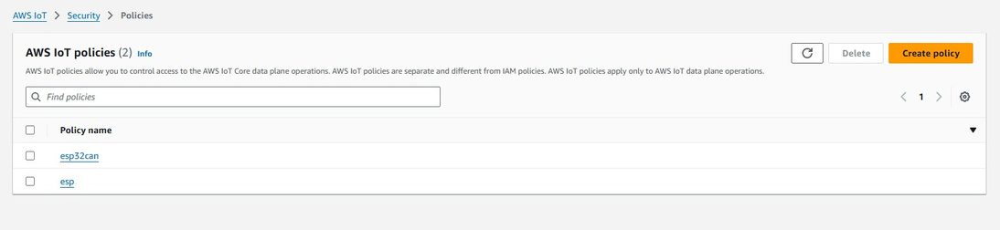 AWS IoT > Security > Policies
AWS IoT policies (2) Info
Delete
Create policy
AWS IoT policies allow you to control access to the AWS IoT Core data plane operations. AWS IoT policies are separate and different from IAM policies. AWS IoT policies apply only to AWS IoT data plane operations.
Find policies
1
Policy name
esp32can
esp